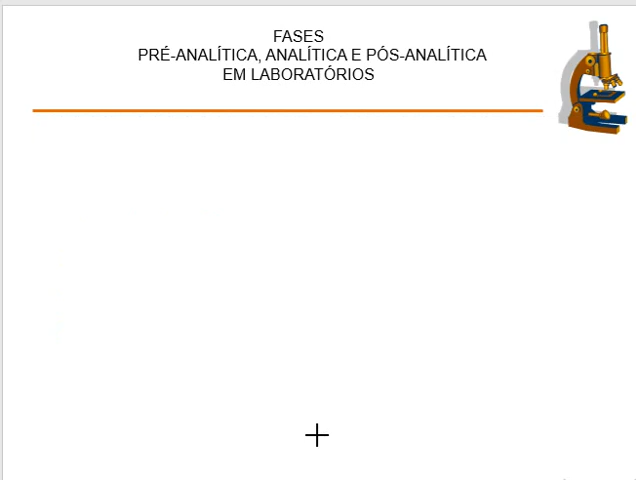 FASES
PRÉ-ANALÍTICA, ANALÍTICA E PÓS-ANALÍTICA
EM LABORATÓRIOS